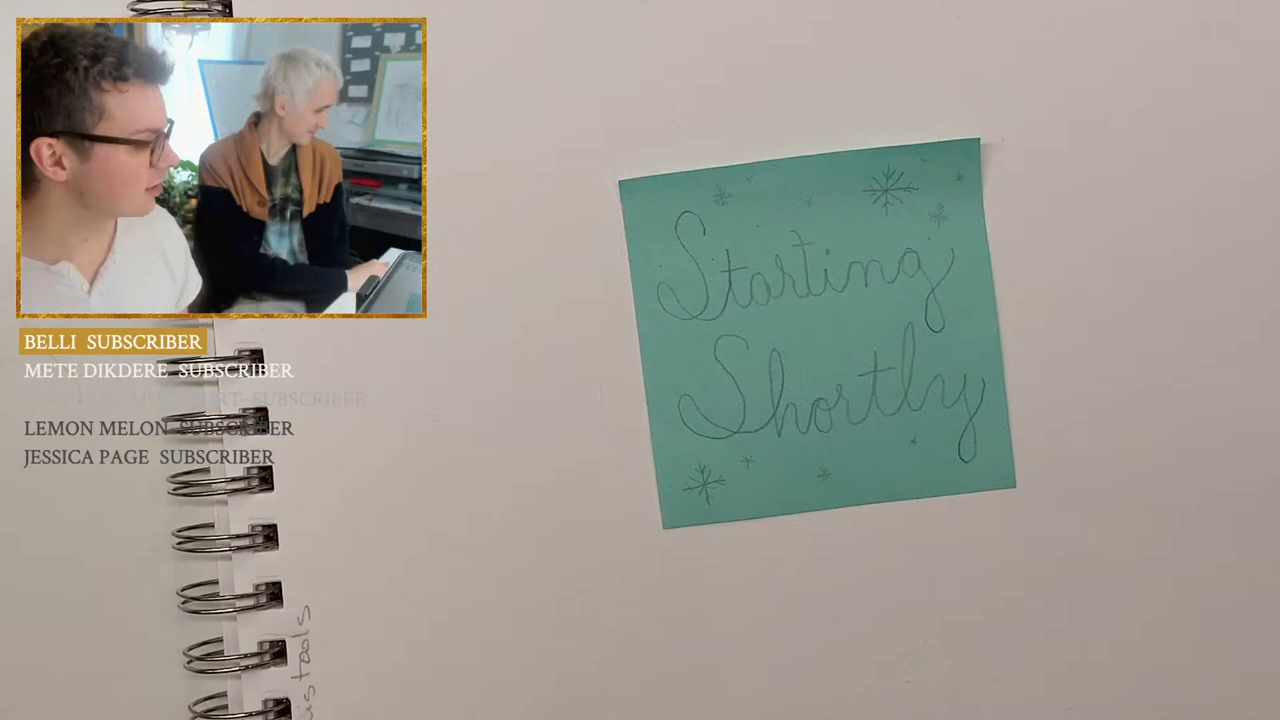 BELLI SUBSCRIBER
METE DIKDERE SUBSCRIBER
LEMON MELON SUBSCRIBER
JESSICA PAGE SUBSCRIBER
Starting
Shortly